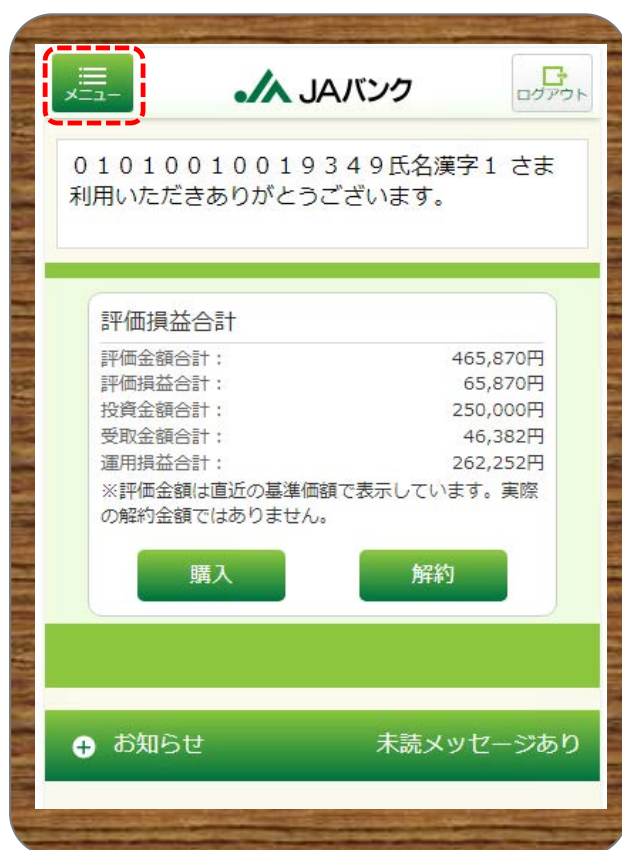 メニュー
JAバンク
ログアウト
01010010019349氏名漢字1 さま
利用いただきありがとうございます。
評価損益合計
評価金額合計： 465,870円
評価損益合計： 65,870円
投資金額合計： 250,000円
受取金額合計： 46,382円
運用損益合計： 262,252円
※評価金額は直近の基準価額で表示しています。実際
の解約金額ではありません。
購入 解約
お知らせ 未読メッセージあり